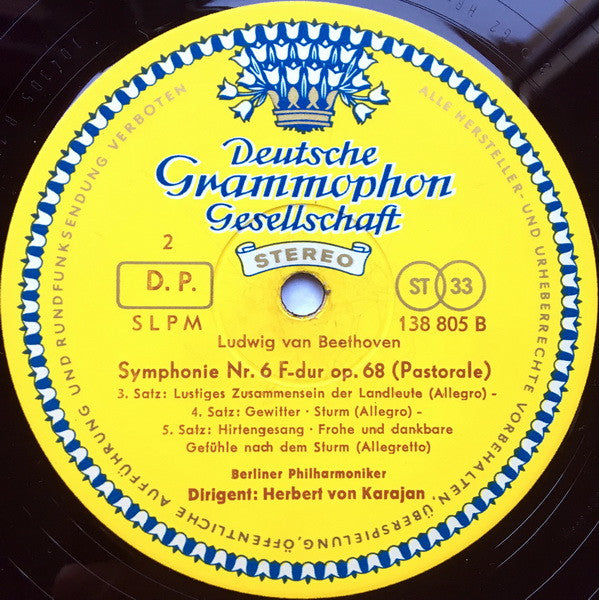 Deutsche
Grammophon
Gesellschaft
STEREO
2
D. P.
SLPM
ST 33
138 805 B
Ludwig van Beethoven
Symphonie Nr. 6 F-dur op. 68 (Pastorale)
3. Satz: Lustiges Zusammensein der Landleute (Allegro) -
4. Satz: Gewitter · Sturm (Allegro) -
5. Satz: Hirtengesang · Frohe und dankbare
Gefühle nach dem Sturm (Allegretto)
Berliner Philharmoniker
Dirigent: Herbert von Karajan
ALLE HERSTELLER- UND URHEBERRECHTE VORBEHALTEN, ÜBERSPIELUNG, ÖFFENTLICHE AUFFÜHRUNG UND RUNDFUNKSENDUNG VERBOTEN